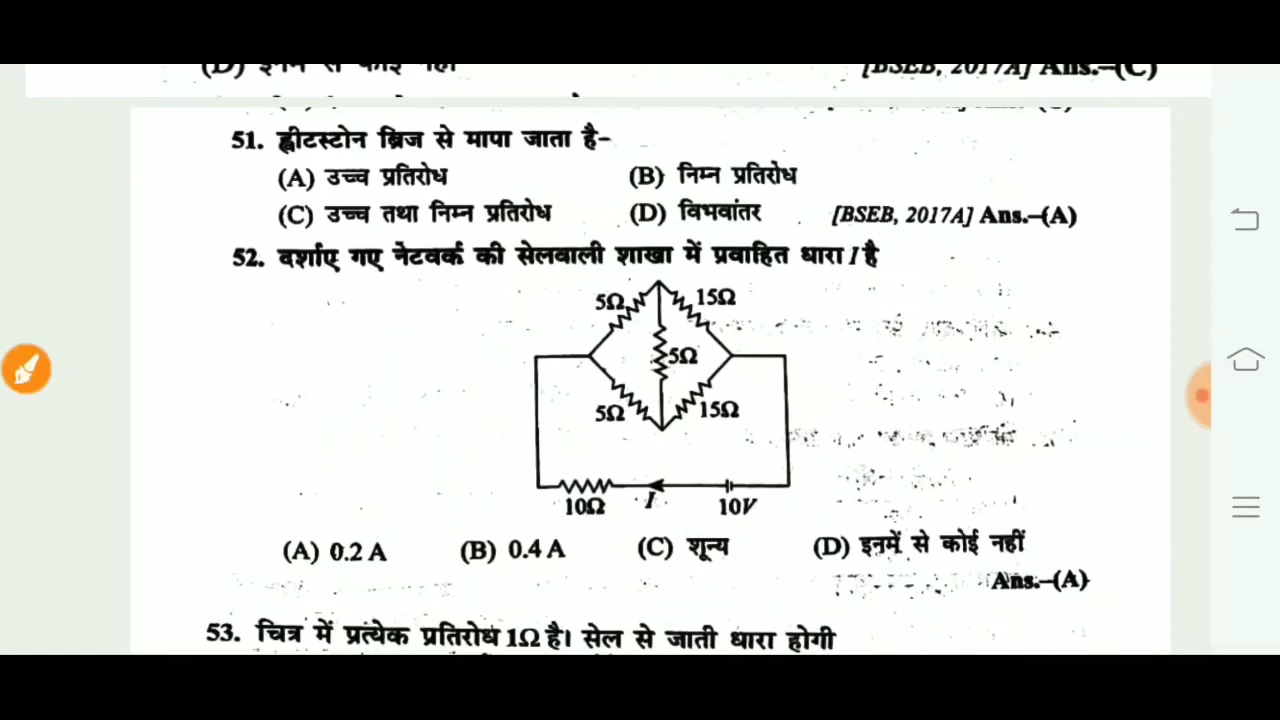 (D) इनमें से कोई नहीं [BSEB, 2017A] Ans.–(C)
51. ह्वीटस्टोन ब्रिज से मापा जाता है–
(A) उच्च प्रतिरोध (B) निम्न प्रतिरोध
(C) उच्च तथा निम्न प्रतिरोध (D) विभवांतर [BSEB, 2017A] Ans.–(A)
52. दर्शाए गए नेटवर्क की सेलवाली शाखा में प्रवाहित धारा I है
5Ω 15Ω
5Ω
5Ω 15Ω
10Ω I 10V
(A) 0.2 A (B) 0.4 A (C) शून्य (D) इनमें से कोई नहीं
Ans.–(A)
53. चित्र में प्रत्येक प्रतिरोध 1Ω है। सेल से जाती धारा होगी